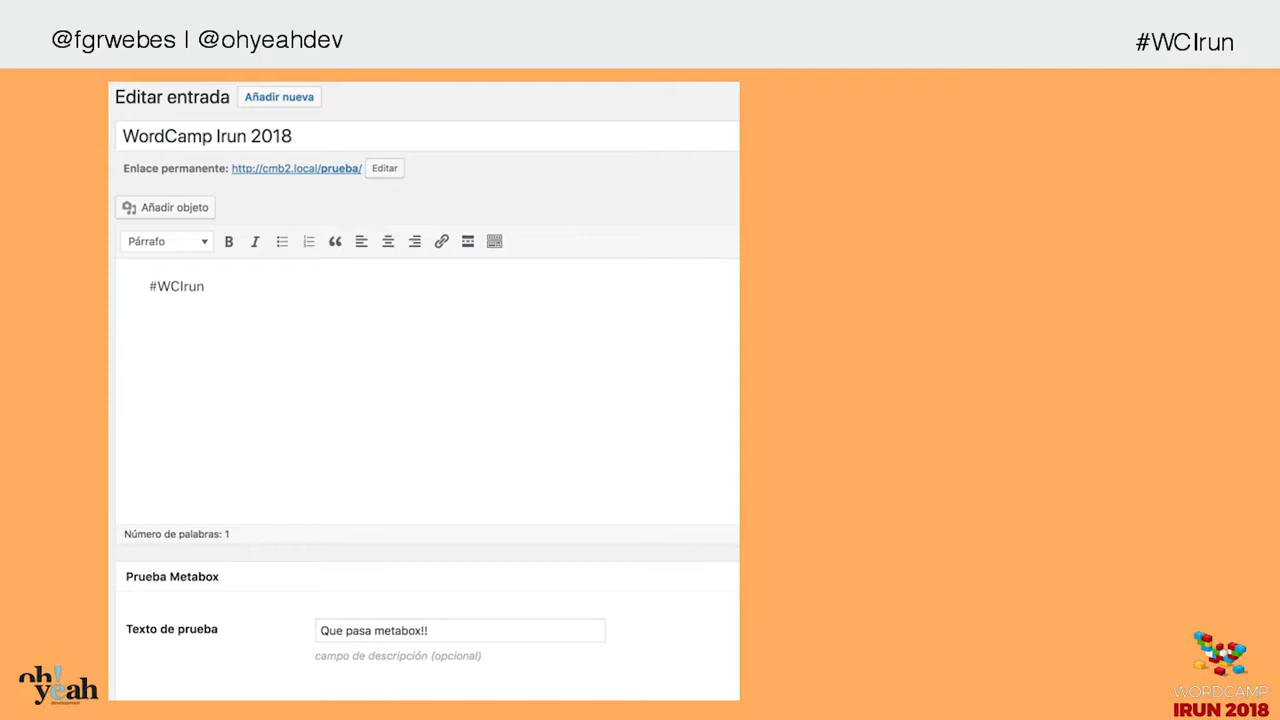 @fgrwebes | @ohyeahdev
#WCIrun
Editar entrada Añadir nueva
WordCamp Irun 2018
Enlace permanente: http://cmb2.local/prueba/ Editar
Añadir objeto
Párrafo
#WCIrun
Número de palabras: 1
Prueba Metabox
Texto de prueba Que pasa metabox!!
campo de descripción (opcional)
oh!
yeah
development
WORDCAMP
IRUN 2018